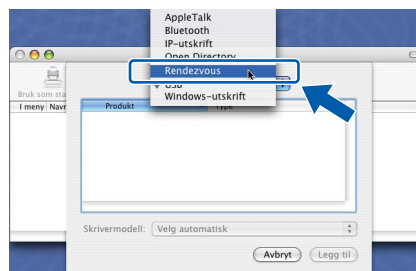 AppleTalk
Bluetooth
IP-utskrift
Open Directory
Rendezvous
USB
Windows-utskrift
Bruk som sta
I meny Navn
Produkt Type
Skrivermodell: Velg automatisk
Avbryt Legg til